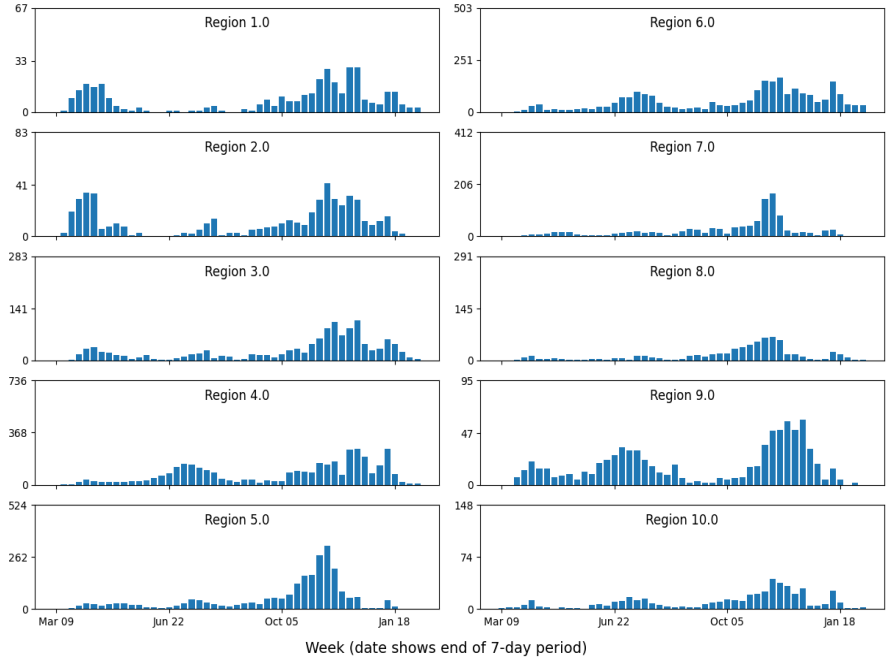 67
33
0
Region 1.0
503
251
0
Region 6.0
83
41
0
Region 2.0
412
206
0
Region 7.0
283
141
0
Region 3.0
291
145
0
Region 8.0
736
368
0
Region 4.0
95
47
0
Region 9.0
524
262
0
Region 5.0
148
74
0
Region 10.0
Mar 09 Jun 22 Oct 05 Jan 18
Mar 09 Jun 22 Oct 05 Jan 18
Week (date shows end of 7-day period)